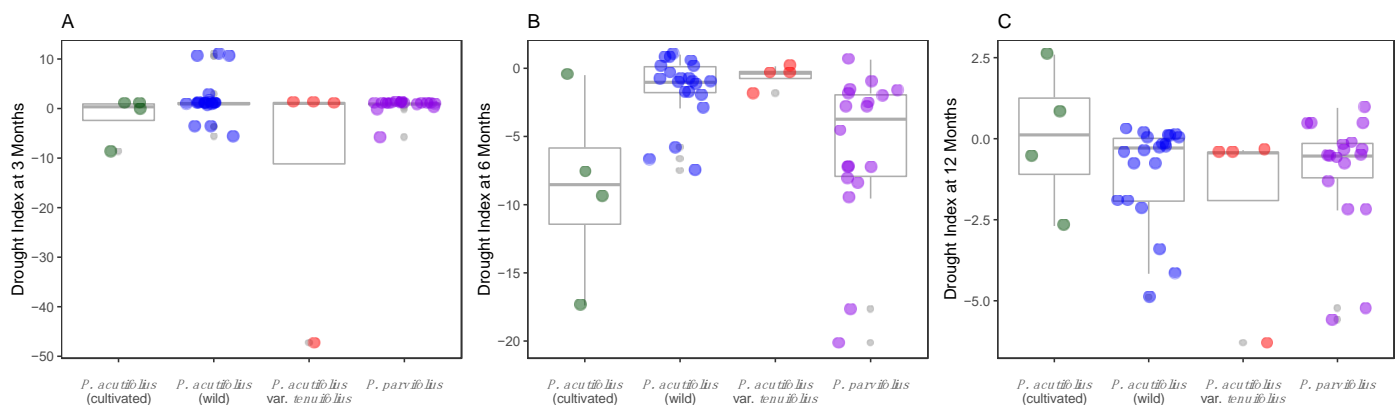 A
Drought Index at 3 Months
10
0
−10
−20
−30
−40
−50
P. acutifolius
(cultivated)
P. acutifolius
(wild)
P. acutifolius
var. tenuifolius
P. parvifolius
B
Drought Index at 6 Months
0
−5
−10
−15
−20
P. acutifolius
(cultivated)
P. acutifolius
(wild)
P. acutifolius
var. tenuifolius
P. parvifolius
C
Drought Index at 12 Months
2.5
0.0
−2.5
−5.0
P. acutifolius
(cultivated)
P. acutifolius
(wild)
P. acutifolius
var. tenuifolius
P. parvifolius